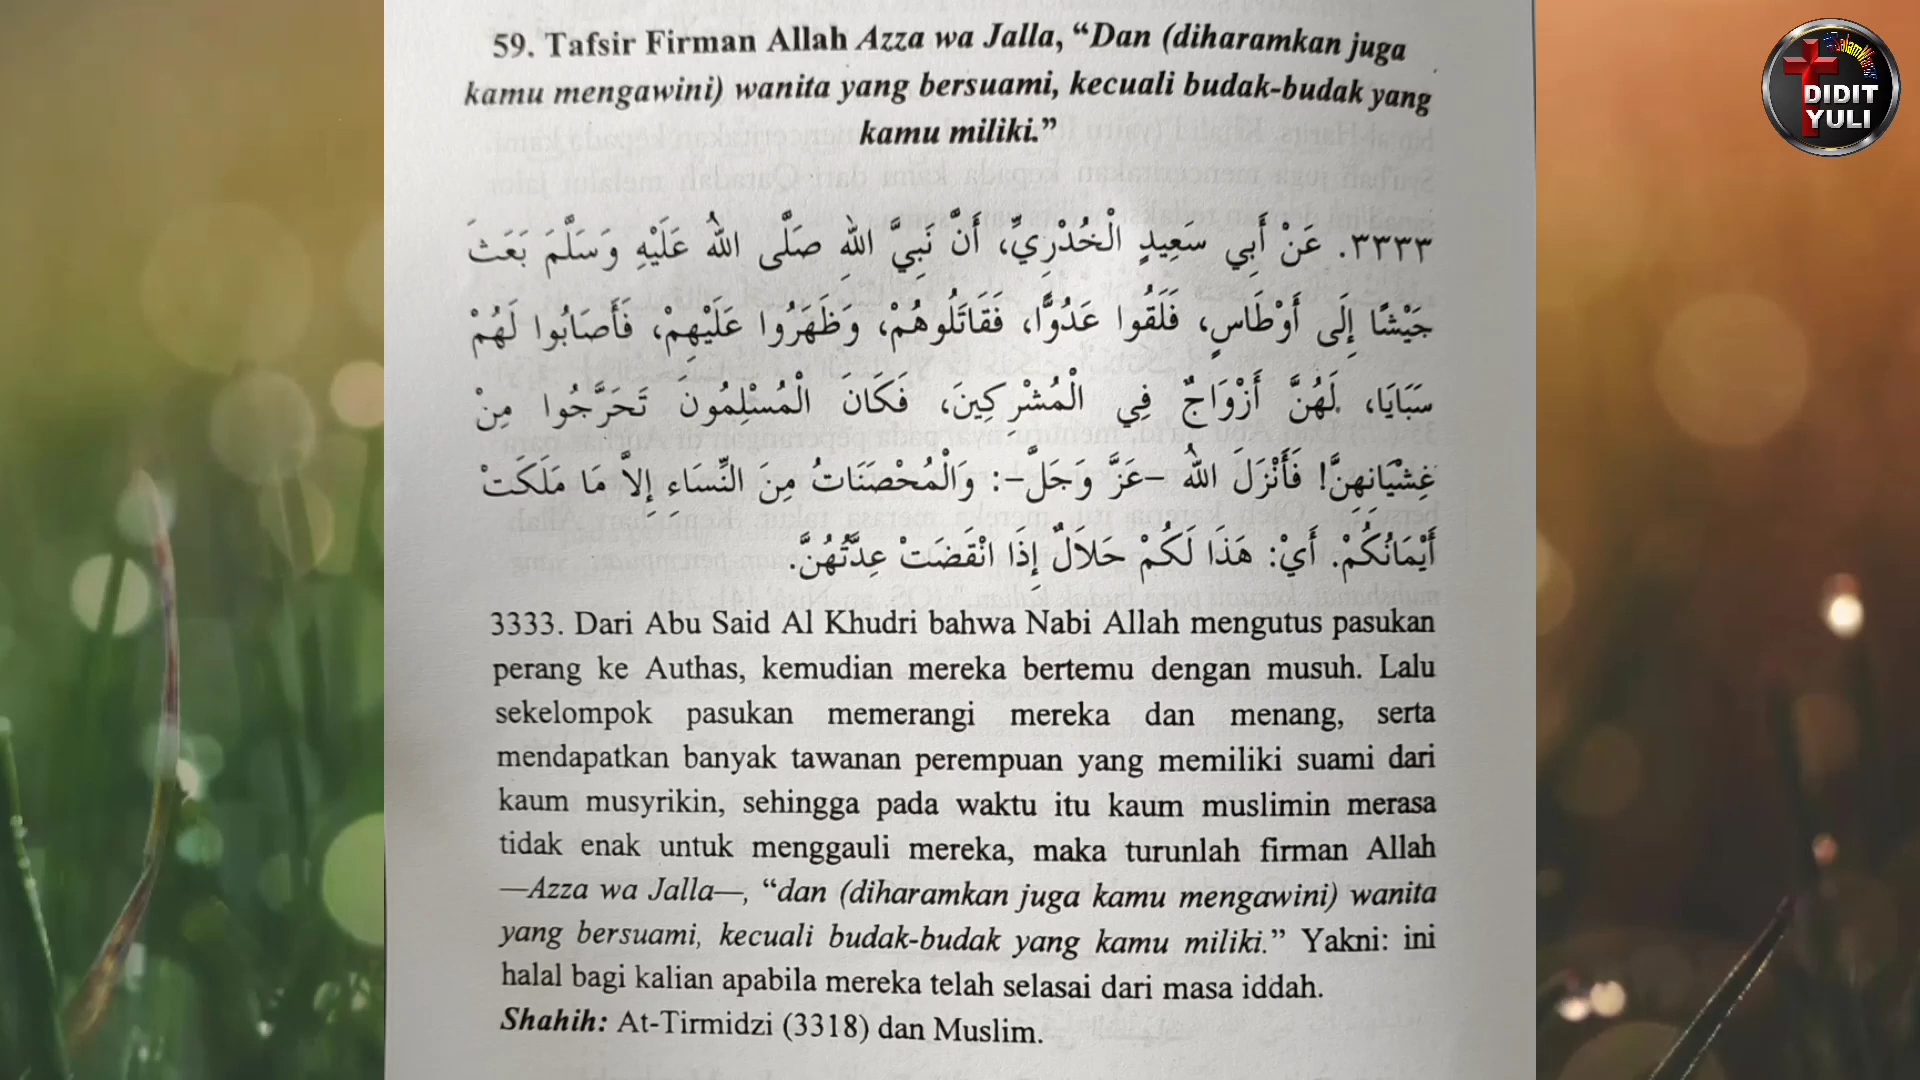 59. Tafsir Firman Allah Azza wa Jalla, “Dan (diharamkan juga
kamu mengawini) wanita yang bersuami, kecuali budak-budak yang
kamu miliki.”
٣٣٣٣. عَنْ أَبِي سَعِيدٍ الْخُدْرِيِّ، أَنَّ نَبِيَّ اللهِ صَلَّى اللهُ عَلَيْهِ وَسَلَّمَ بَعَثَ
جَيْشًا إِلَى أَوْطَاسٍ، فَلَقُوا عَدُوًّا، فَقَاتَلُوهُمْ، وَظَهَرُوا عَلَيْهِمْ، فَأَصَابُوا لَهُمْ
سَبَايَا، لَهُنَّ أَزْوَاجٌ فِي الْمُشْرِكِينَ، فَكَانَ الْمُسْلِمُونَ تَحَرَّجُوا مِنْ
غِشْيَانِهِنَّ! فَأَنْزَلَ اللهُ –عَزَّ وَجَلَّ–: وَالْمُحْصَنَاتُ مِنَ النِّسَاءِ إِلاَّ مَا مَلَكَتْ
أَيْمَانُكُمْ. أَيْ: هَذَا لَكُمْ حَلاَلٌ إِذَا انْقَضَتْ عِدَّتُهُنَّ.
3333. Dari Abu Said Al Khudri bahwa Nabi Allah mengutus pasukan
perang ke Authas, kemudian mereka bertemu dengan musuh. Lalu
sekelompok pasukan memerangi mereka dan menang, serta
mendapatkan banyak tawanan perempuan yang memiliki suami dari
kaum musyrikin, sehingga pada waktu itu kaum muslimin merasa
tidak enak untuk menggauli mereka, maka turunlah firman Allah
—Azza wa Jalla—, “dan (diharamkan juga kamu mengawini) wanita
yang bersuami, kecuali budak-budak yang kamu miliki.” Yakni: ini
halal bagi kalian apabila mereka telah selasai dari masa iddah.
Shahih: At-Tirmidzi (3318) dan Muslim.
DIDIT
YULI